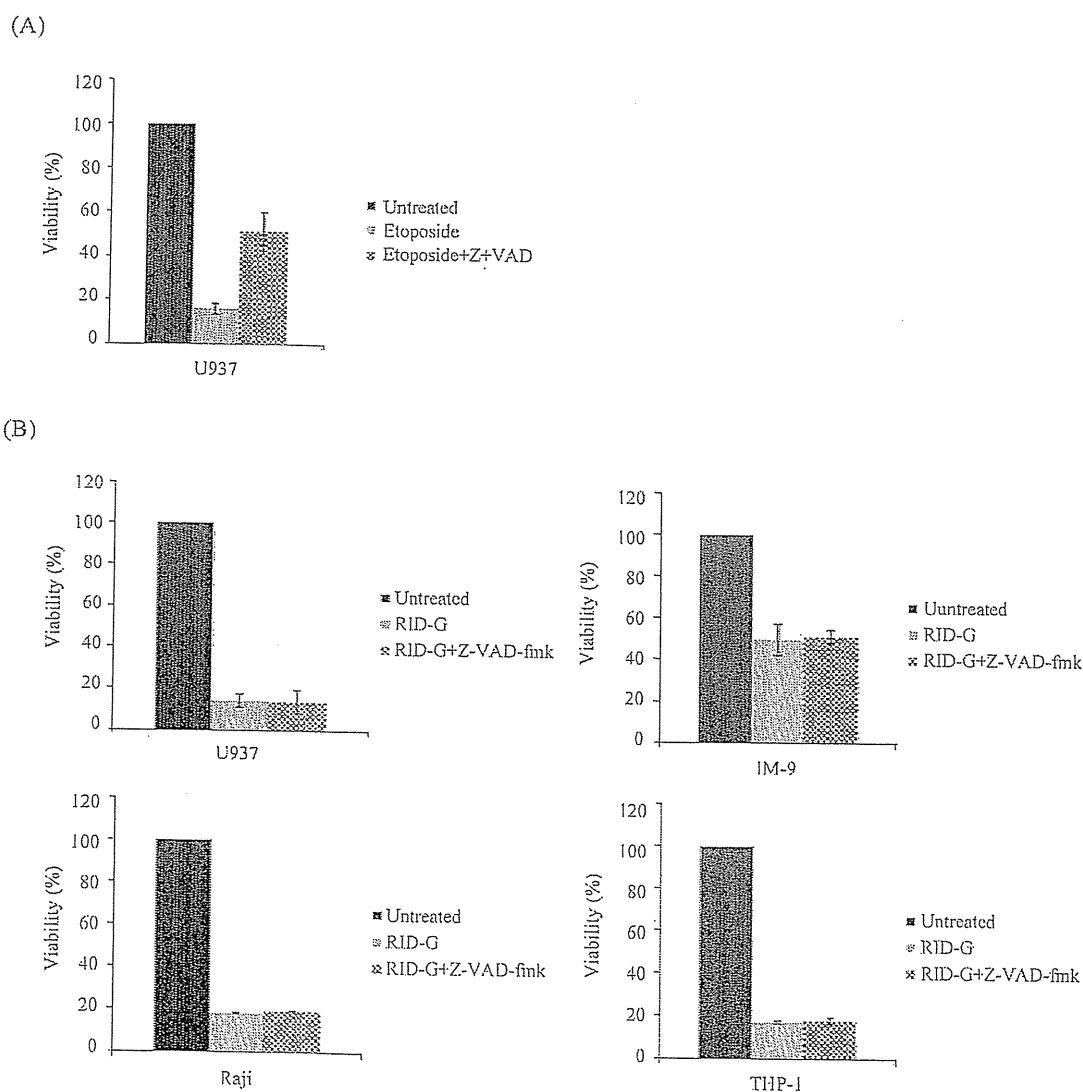 (A)
120
100
80
60
40
20
0
Viability (%)
U937
Untreated
Etoposide
Etoposide+Z+VAD
(B)
120
100
80
60
40
20
0
Viability (%)
U937
Untreated
RID-G
RID-G+Z-VAD-fmk
120
100
80
60
40
20
0
Viability (%)
IM-9
Uuntreated
RID-G
RID-G+Z-VAD-fmk
120
100
80
60
40
20
0
Viability (%)
Raji
Untreated
RID-G
RID-G+Z-VAD-fmk
120
100
80
60
40
20
0
Viability (%)
THP-1
Untreated
RID-G
RID-G+Z-VAD-fmk